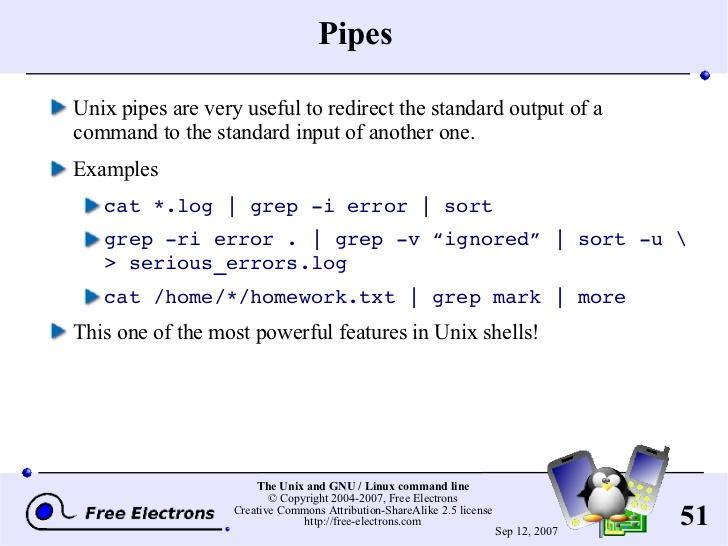 Pipes
Unix pipes are very useful to redirect the standard output of a
command to the standard input of another one.
Examples
cat *.log | grep -i error | sort
grep -ri error . | grep -v “ignored” | sort -u \
> serious_errors.log
cat /home/*/homework.txt | grep mark | more
This one of the most powerful features in Unix shells!
Free Electrons
The Unix and GNU / Linux command line
© Copyright 2004-2007, Free Electrons
Creative Commons Attribution-ShareAlike 2.5 license
http://free-electrons.com
Sep 12, 2007
51